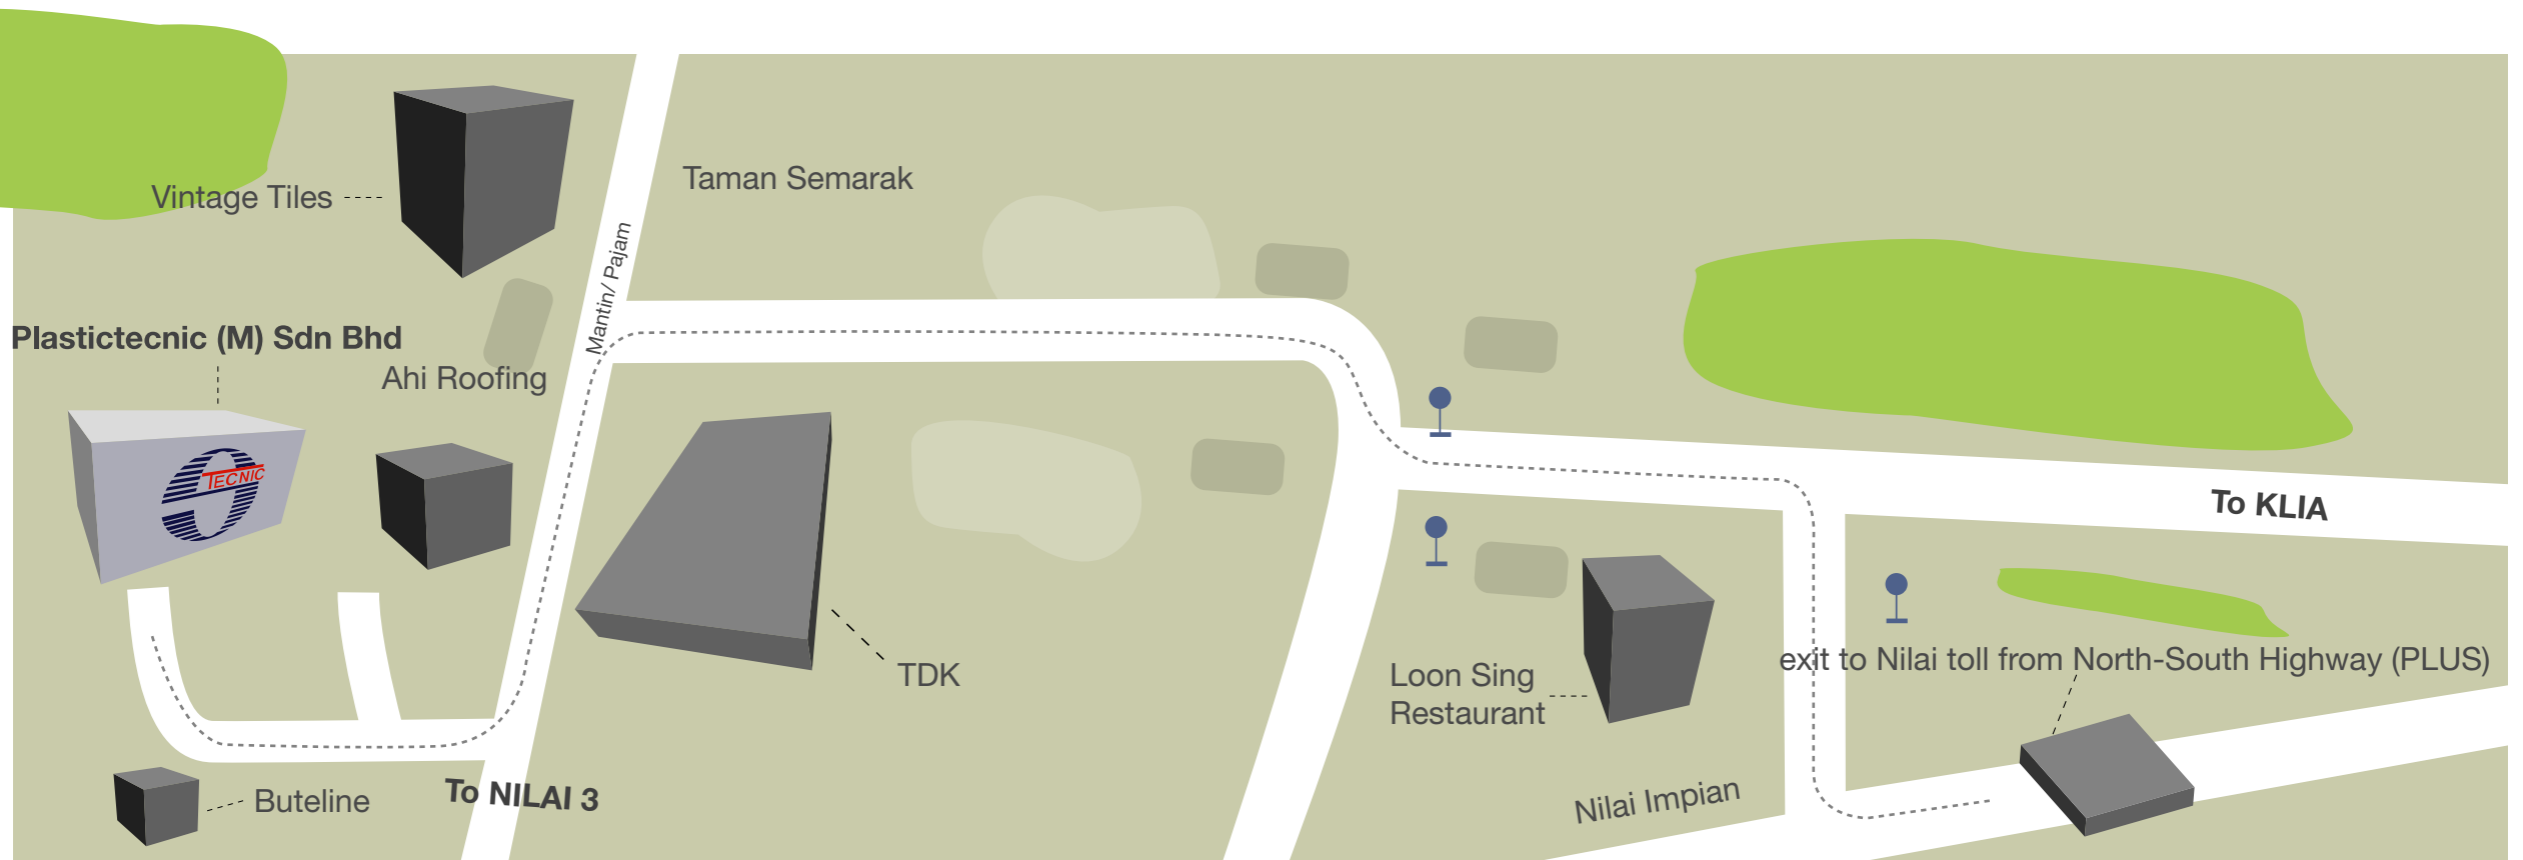 Vintage Tiles
Taman Semarak
Mantin/ Pajam
Plastictecnic (M) Sdn Bhd
Ahi Roofing
TECNIC
To KLIA
TDK
Loon Sing
Restaurant
exit to Nilai toll from North-South Highway (PLUS)
Buteline
To NILAI 3
Nilai Impian